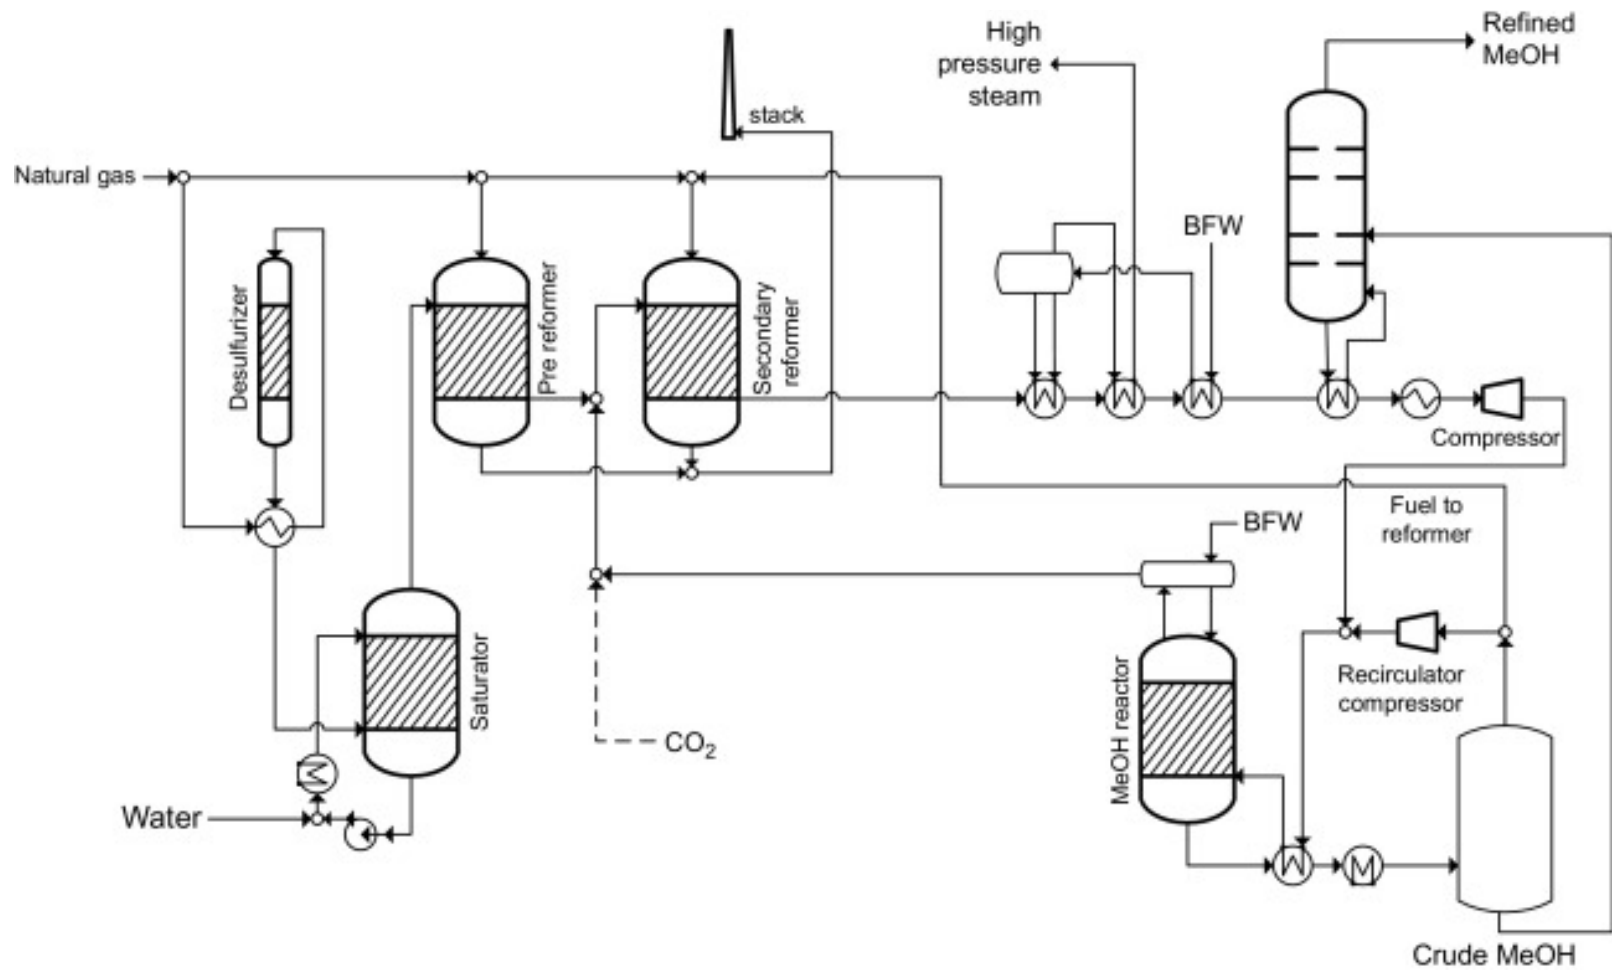 Refined
MeOH
High
pressure
steam
stack
Natural gas
BFW
Desulfurizer
Pre reformer
Secondary
reformer
Compressor
Fuel to
reformer
BFW
Saturator
MeOH reactor
Recirculator
compressor
CO₂
Water
Crude MeOH